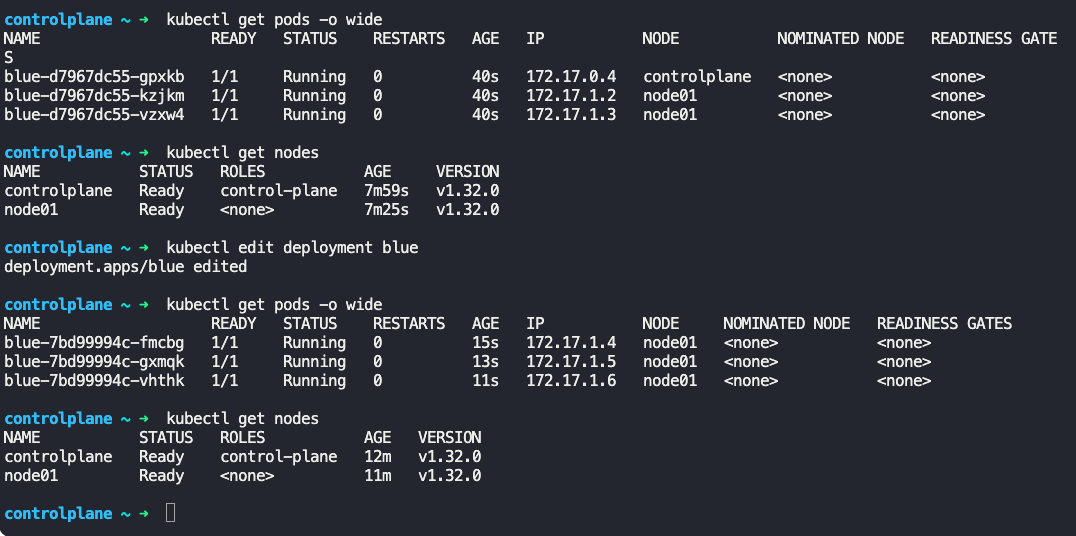 controlplane ~ ➜  kubectl get pods -o wide
NAME                   READY   STATUS    RESTARTS   AGE   IP           NODE           NOMINATED NODE   READINESS GATE
S
blue-d7967dc55-gpxkb   1/1     Running   0          40s   172.17.0.4   controlplane   <none>           <none>
blue-d7967dc55-kzjkm   1/1     Running   0          40s   172.17.1.2   node01         <none>           <none>
blue-d7967dc55-vzxw4   1/1     Running   0          40s   172.17.1.3   node01         <none>           <none>
controlplane ~ ➜  kubectl get nodes
NAME           STATUS   ROLES           AGE     VERSION
controlplane   Ready    control-plane   7m59s   v1.32.0
node01         Ready    <none>          7m25s   v1.32.0
controlplane ~ ➜  kubectl edit deployment blue
deployment.apps/blue edited
controlplane ~ ➜  kubectl get pods -o wide
NAME                   READY   STATUS    RESTARTS   AGE   IP           NODE     NOMINATED NODE   READINESS GATES
blue-7bd99994c-fmcbg   1/1     Running   0          15s   172.17.1.4   node01   <none>           <none>
blue-7bd99994c-gxmqk   1/1     Running   0          13s   172.17.1.5   node01   <none>           <none>
blue-7bd99994c-vhthk   1/1     Running   0          11s   172.17.1.6   node01   <none>           <none>
controlplane ~ ➜  kubectl get nodes
NAME           STATUS   ROLES           AGE   VERSION
controlplane   Ready    control-plane   12m   v1.32.0
node01         Ready    <none>          11m   v1.32.0
controlplane ~ ➜